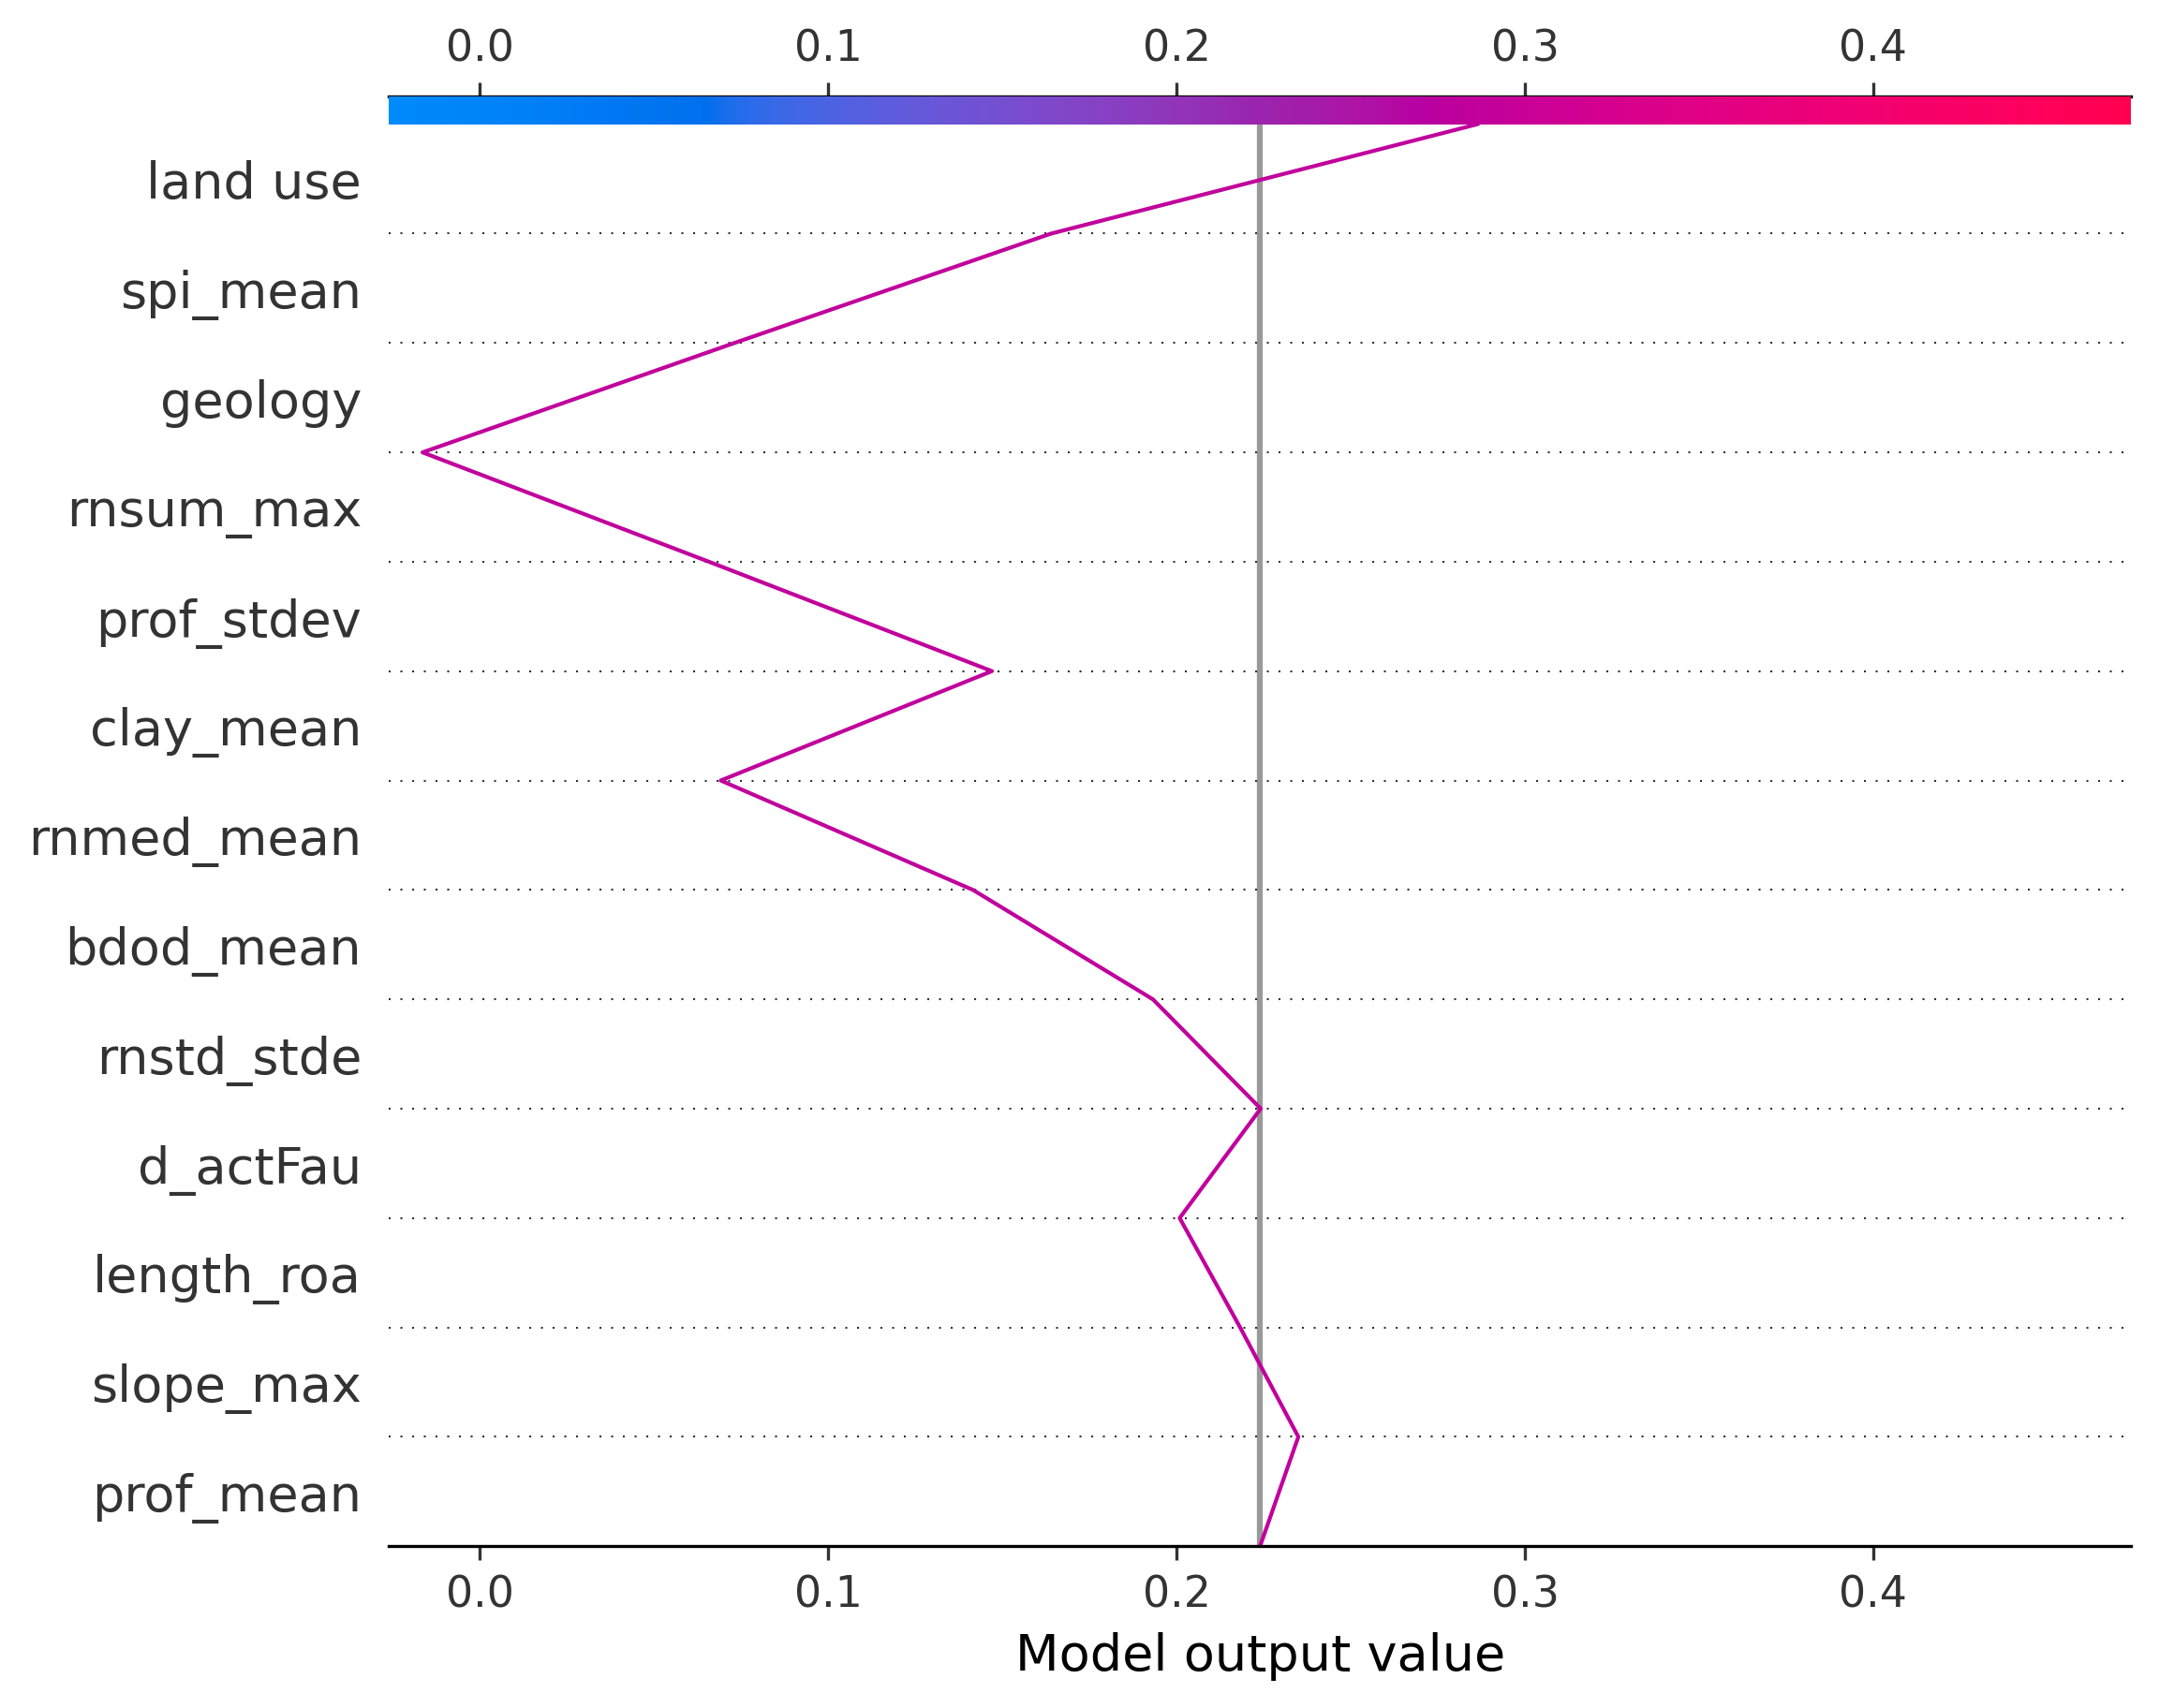 0.0 0.1 0.2 0.3 0.4
land use
spi_mean
geology
rnsum_max
prof_stdev
clay_mean
rnmed_mean
bdod_mean
rnstd_stde
d_actFau
length_roa
slope_max
prof_mean
0.0 0.1 0.2 0.3 0.4
Model output value